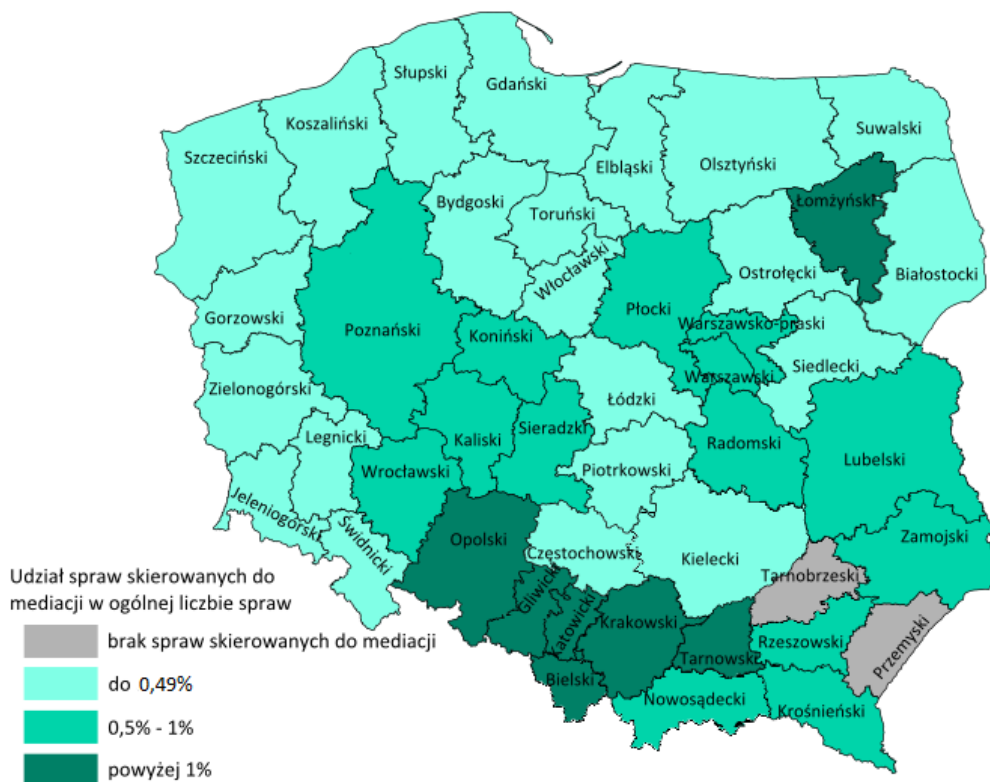 Słupski
Gdański
Koszaliński
Suwalski
Szczeciński
Elbląski
Olsztyński
Łomżyński
Bydgoski
Toruński
Włocławski
Ostrołęcki
Białostocki
Gorzowski
Poznański
Koniński
Płocki
Warszawsko-praski
Warszawski
Siedlecki
Zielonogórski
Łódzki
Legnicki
Kaliski
Sieradzki
Radomski
Lubelski
Wrocławski
Piotrkowski
Jeleniogórski
Świdnicki
Opolski
Częstochowski
Kielecki
Zamojski
Tarnobrzeski
Gliwicki
Katowicki
Krakowski
Tarnowski
Rzeszowski
Przemyski
Bielski
Nowosądecki
Krośnieński
Udział spraw skierowanych do
mediacji w ogólnej liczbie spraw
brak spraw skierowanych do mediacji
do 0,49%
0,5% - 1%
powyżej 1%